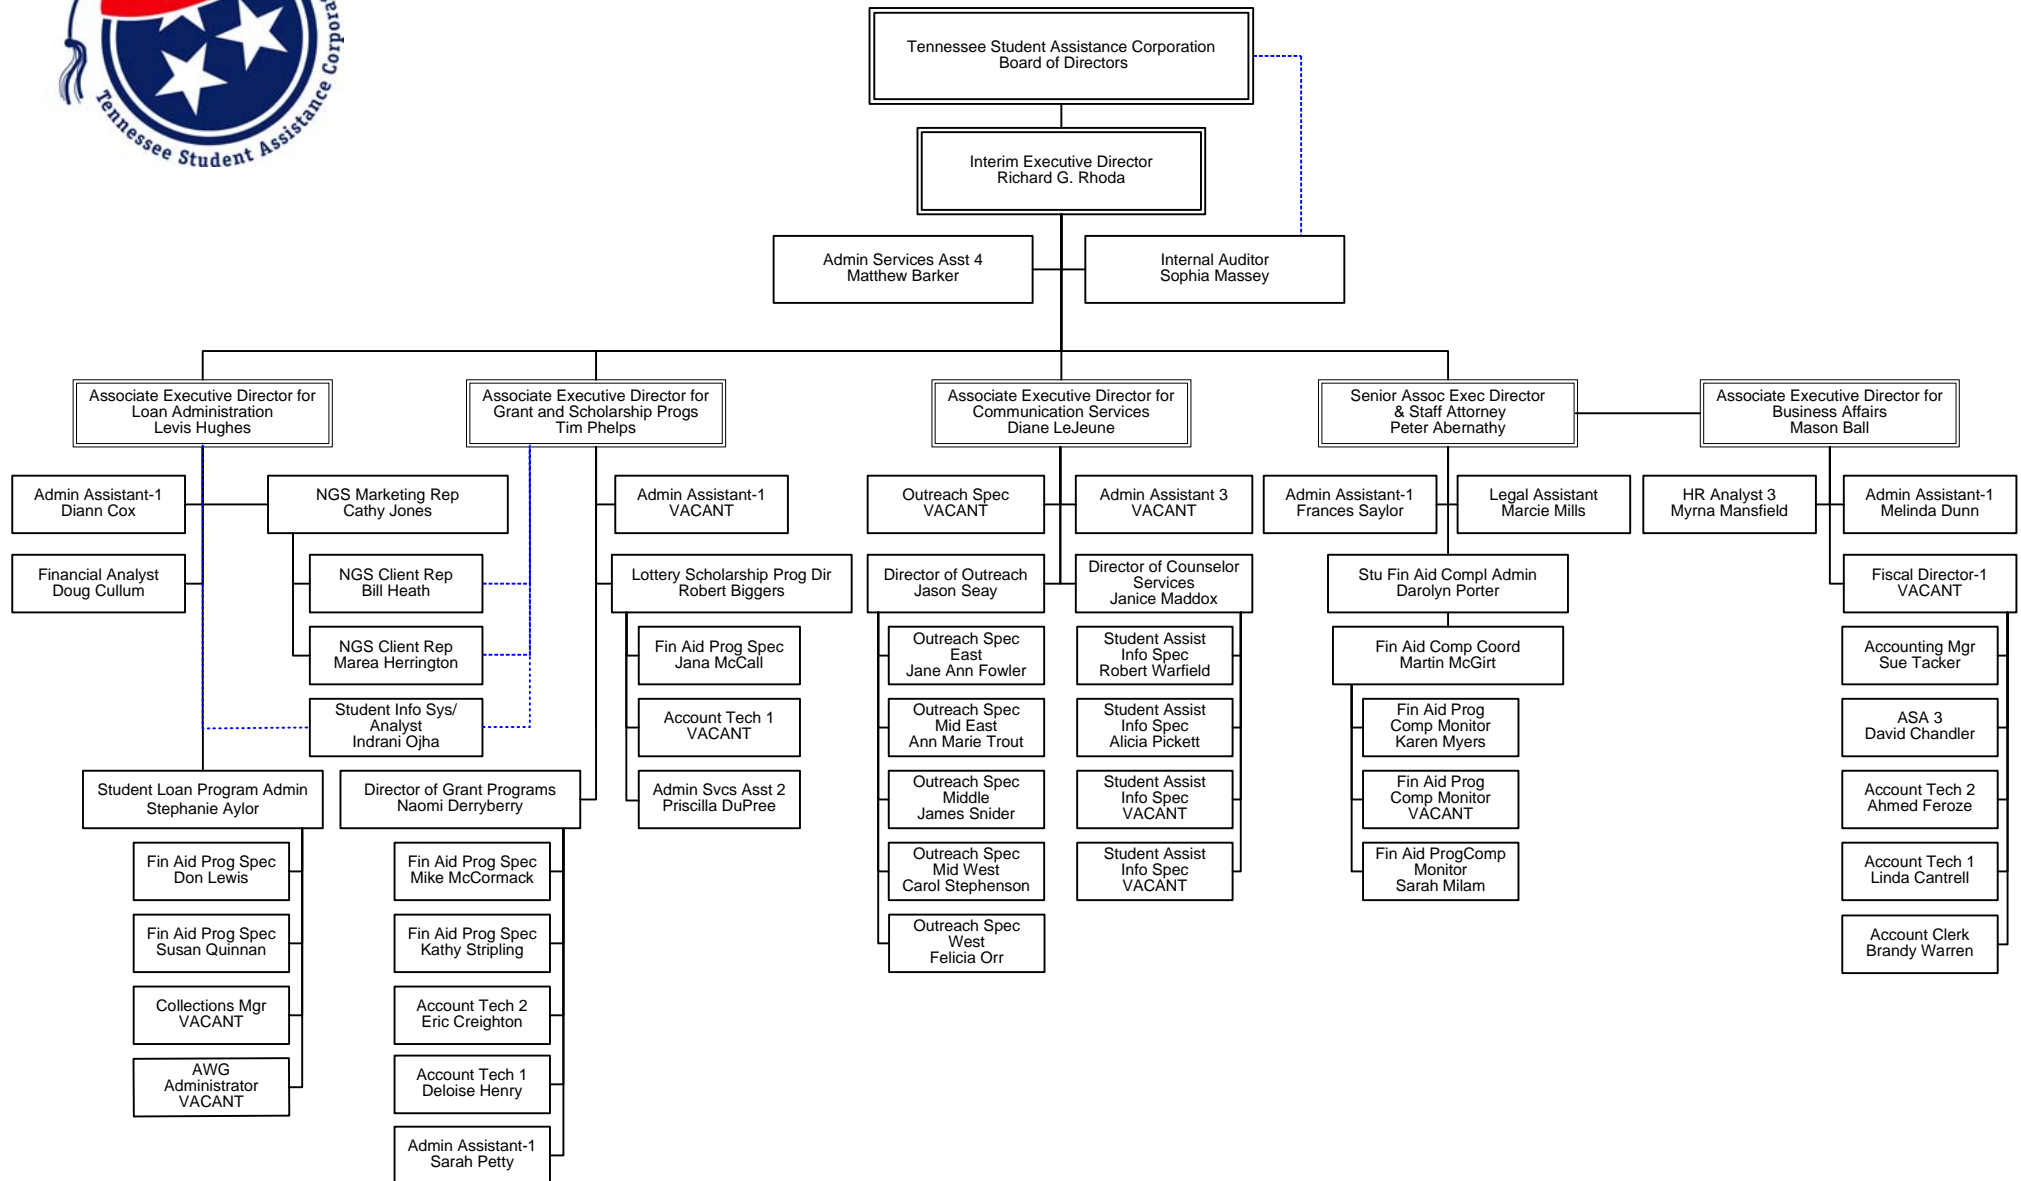 Tennessee Student Assistance
Tennessee Student Assistance Corporation
Board of Directors
Interim Executive Director
Richard G. Rhoda
Admin Services Asst 4
Matthew Barker
Internal Auditor
Sophia Massey
Associate Executive Director for
Loan Administration
Levis Hughes
Associate Executive Director for
Grant and Scholarship Progs
Tim Phelps
Associate Executive Director for
Communication Services
Diane LeJeune
Senior Assoc Exec Director
& Staff Attorney
Peter Abernathy
Associate Executive Director for
Business Affairs
Mason Ball
Admin Assistant-1
Diann Cox
NGS Marketing Rep
Cathy Jones
Admin Assistant-1
VACANT
Outreach Spec
VACANT
Admin Assistant 3
VACANT
Admin Assistant-1
Frances Saylor
Legal Assistant
Marcie Mills
HR Analyst 3
Myrna Mansfield
Admin Assistant-1
Melinda Dunn
Financial Analyst
Doug Cullum
NGS Client Rep
Bill Heath
Lottery Scholarship Prog Dir
Robert Biggers
Director of Outreach
Jason Seay
Director of Counselor
Services
Janice Maddox
Stu Fin Aid Compl Admin
Darolyn Porter
Fiscal Director-1
VACANT
NGS Client Rep
Marea Herrington
Fin Aid Prog Spec
Jana McCall
Outreach Spec
East
Jane Ann Fowler
Student Assist
Info Spec
Robert Warfield
Fin Aid Comp Coord
Martin McGirt
Accounting Mgr
Sue Tacker
Student Info Sys/
Analyst
Indrani Ojha
Account Tech 1
VACANT
Outreach Spec
Mid East
Ann Marie Trout
Student Assist
Info Spec
Alicia Pickett
Fin Aid Prog
Comp Monitor
Karen Myers
ASA 3
David Chandler
Student Loan Program Admin
Stephanie Aylor
Director of Grant Programs
Naomi Derryberry
Admin Svcs Asst 2
Priscilla DuPree
Outreach Spec
Middle
James Snider
Student Assist
Info Spec
VACANT
Fin Aid Prog
Comp Monitor
VACANT
Account Tech 2
Ahmed Feroze
Fin Aid Prog Spec
Don Lewis
Fin Aid Prog Spec
Mike McCormack
Outreach Spec
Mid West
Carol Stephenson
Student Assist
Info Spec
VACANT
Fin Aid ProgComp
Monitor
Sarah Milam
Account Tech 1
Linda Cantrell
Fin Aid Prog Spec
Susan Quinnan
Fin Aid Prog Spec
Kathy Stripling
Outreach Spec
West
Felicia Orr
Account Clerk
Brandy Warren
Collections Mgr
VACANT
Account Tech 2
Eric Creighton
AWG
Administrator
VACANT
Account Tech 1
Deloise Henry
Admin Assistant-1
Sarah Petty